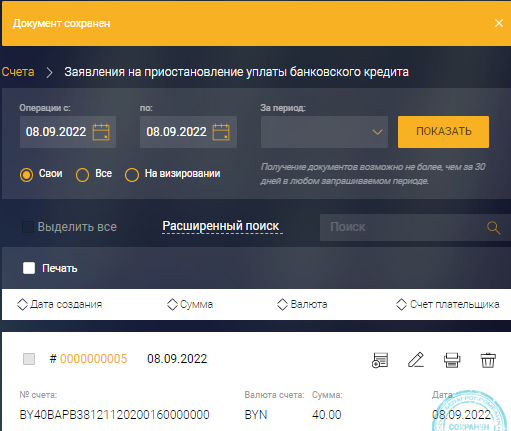 Документ сохранен
Счета > Заявления на приостановление уплаты банковского кредита
Операции с: по: За период:
08.09.2022 08.09.2022 ПОКАЗАТЬ
Свои Все На визировании
Получение документов возможно не более, чем за 30
дней в любом запрашиваемом периоде.
Выделить все Расширенный поиск Поиск
Печать
Дата создания Сумма Валюта Счет плательщика
# 0000000005 08.09.2022
№ счета: Валюта счета: Сумма: Дата:
BY40BAPB38121120200160000000 BYN 40.00 08.09.2022
СОХРАНЕН